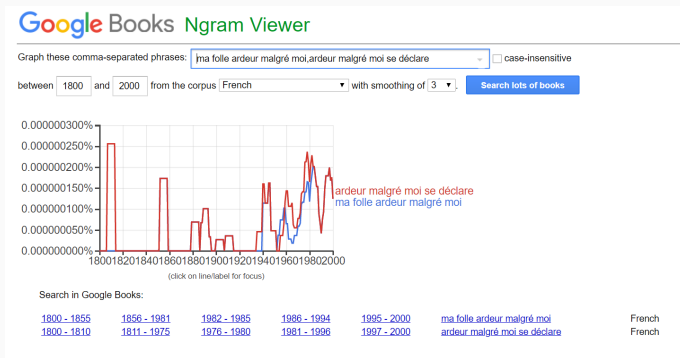 Google Books Ngram Viewer
Graph these comma-separated phrases: ma folle ardeur malgré moi,ardeur malgré moi se déclare case-insensitive
between 1800 and 2000 from the corpus French with smoothing of 3 . Search lots of books
0.000000300%
0.000000250%
0.000000200%
0.000000150%
0.000000100%
0.000000050%
0.000000000%
ardeur malgré moi se déclare
ma folle ardeur malgré moi
1800 1820 1840 1860 1880 1900 1920 1940 1960 1980 2000
(click on line/label for focus)
Search in Google Books:
1800 - 1855 1856 - 1981 1982 - 1985 1986 - 1994 1995 - 2000 ma folle ardeur malgré moi French
1800 - 1810 1811 - 1975 1976 - 1980 1981 - 1996 1997 - 2000 ardeur malgré moi se déclare French